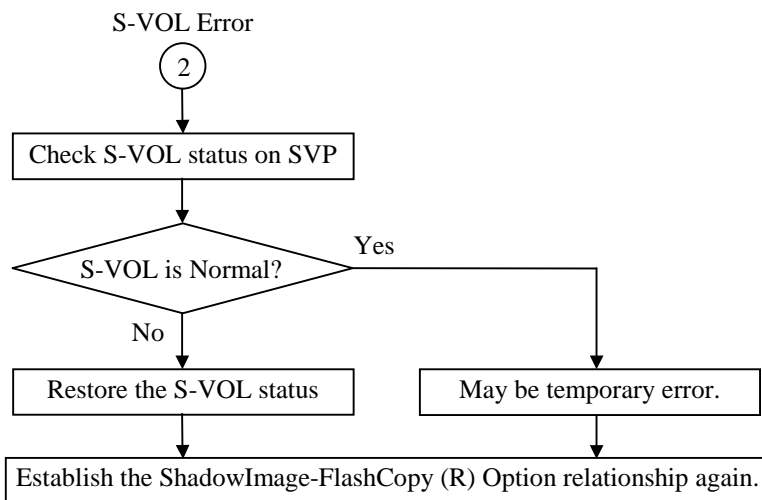 S-VOL Error
2
Check S-VOL status on SVP
S-VOL is Normal?
Yes
No
Restore the S-VOL status
May be temporary error.
Establish the ShadowImage-FlashCopy (R) Option relationship again.